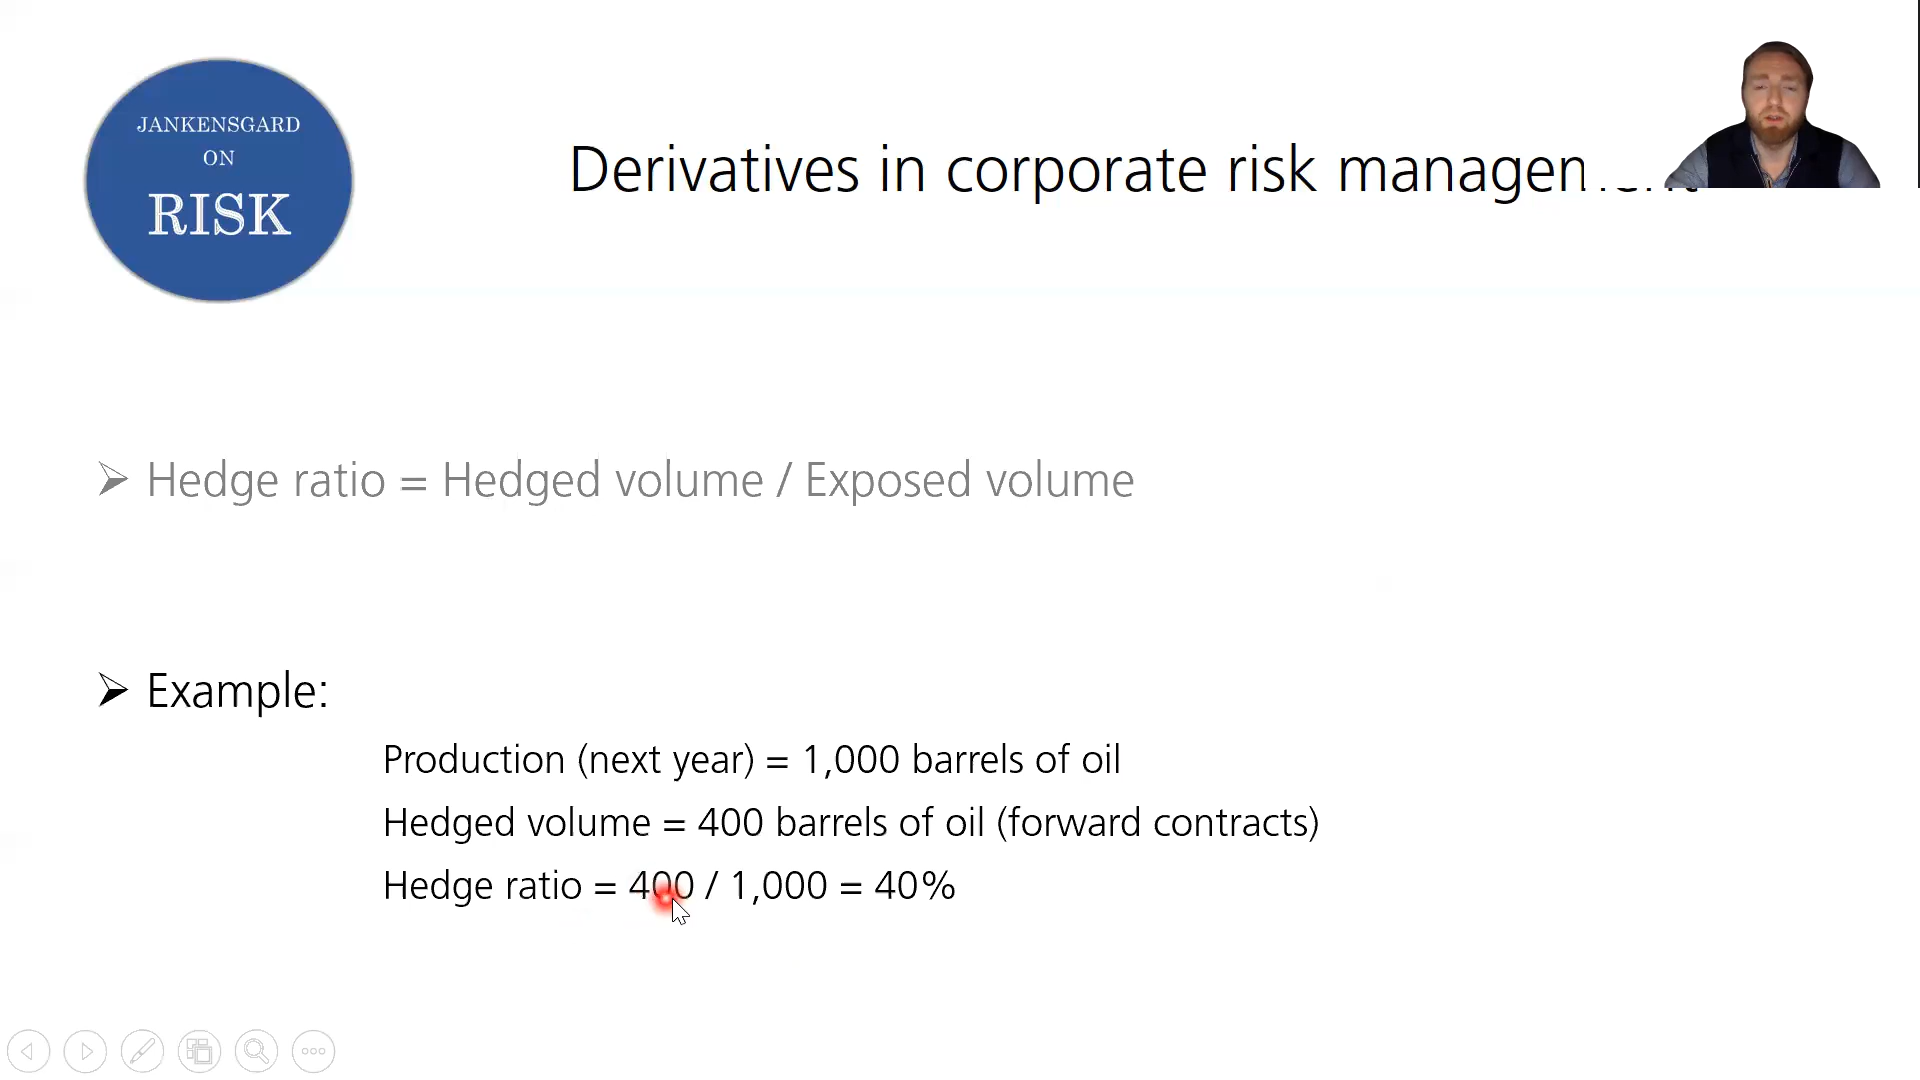 JANKENSGARD
ON
RISK
Derivatives in corporate risk
Hedge ratio = Hedged volume / Exposed volume
Example:
Production (next year) = 1,000 barrels of oil
Hedged volume = 400 barrels of oil (forward contracts)
Hedge ratio = 400 / 1,000 = 40%